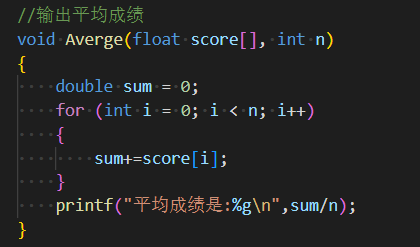 //输出平均成绩
void Averge(float score[], int n)
{
    double sum = 0;
    for (int i = 0; i < n; i++)
    {
        sum+=score[i];
    }
    printf("平均成绩是:%g\n",sum/n);
}